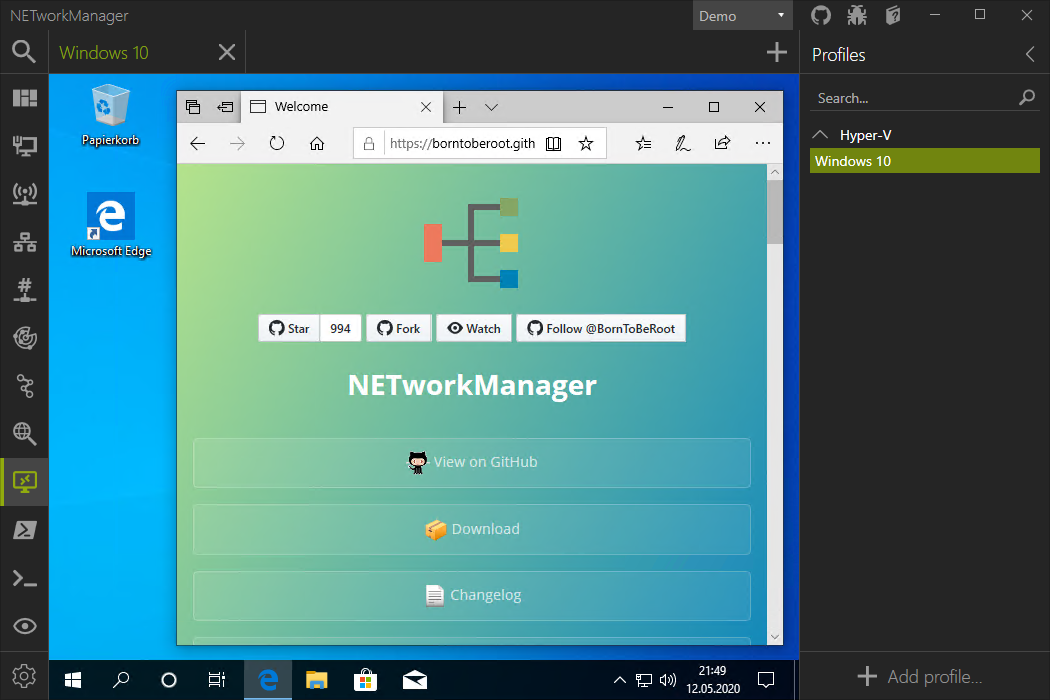 NETworkManager
Demo
Windows 10
Profiles
Search...
Hyper-V
Windows 10
Papierkorb
Microsoft Edge
Welcome
https://borntoberoot.gith
Star
994
Fork
Watch
Follow @BornToBeRoot
NETworkManager
View on GitHub
Download
Changelog
21:49
12.05.2020
Add profile...